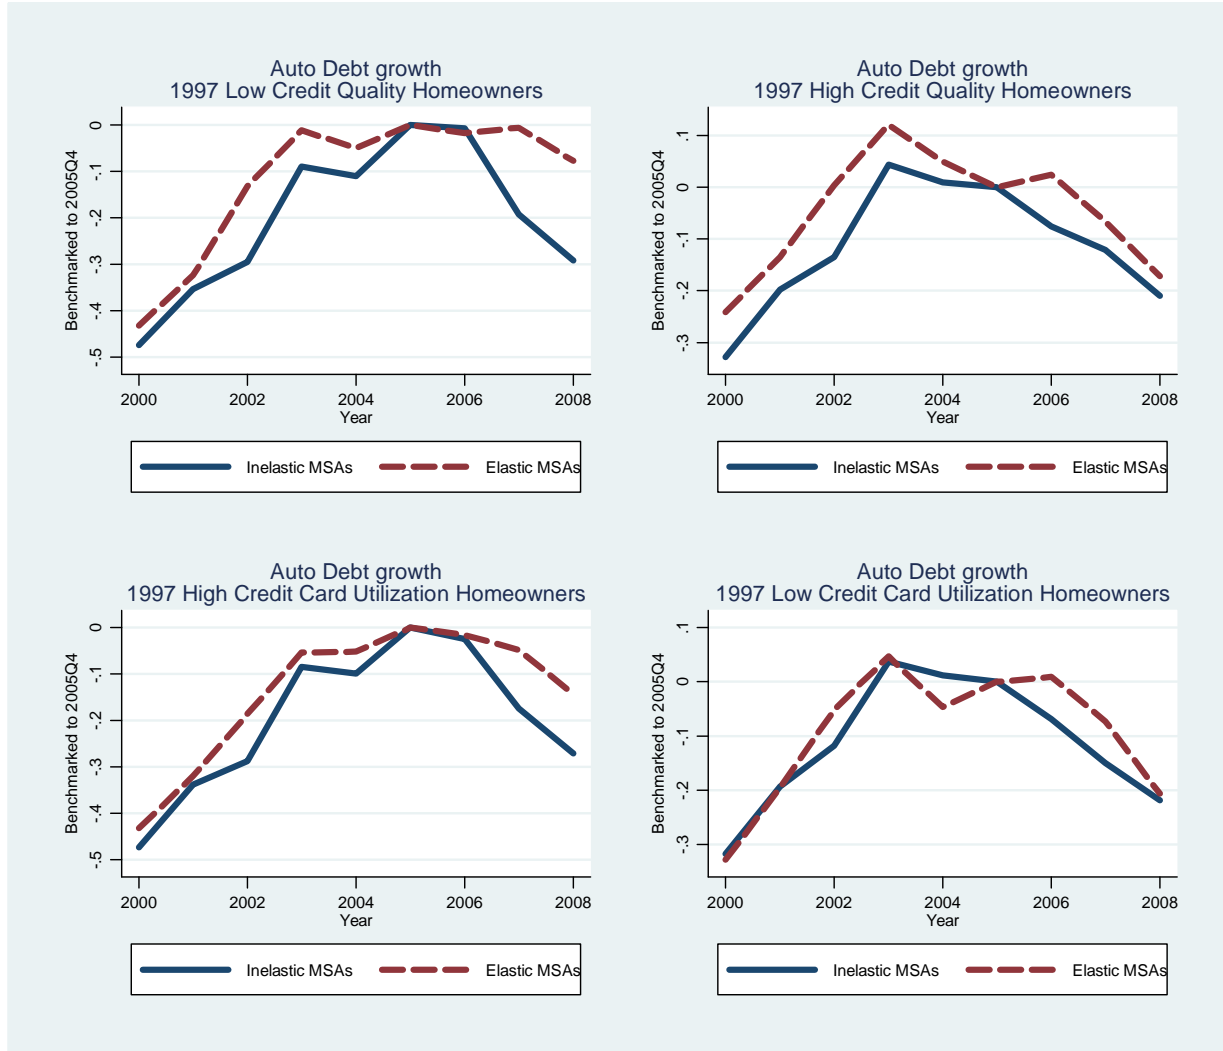 Auto Debt growth
1997 Low Credit Quality Homeowners
Benchmarked to 2005Q4
0
-.1
-.2
-.3
-.4
-.5
2000
2002
2004
2006
2008
Year
Inelastic MSAs
Elastic MSAs
Auto Debt growth
1997 High Credit Quality Homeowners
Benchmarked to 2005Q4
.1
0
-.1
-.2
-.3
2000
2002
2004
2006
2008
Year
Inelastic MSAs
Elastic MSAs
Auto Debt growth
1997 High Credit Card Utilization Homeowners
Benchmarked to 2005Q4
0
-.1
-.2
-.3
-.4
-.5
2000
2002
2004
2006
2008
Year
Inelastic MSAs
Elastic MSAs
Auto Debt growth
1997 Low Credit Card Utilization Homeowners
Benchmarked to 2005Q4
.1
0
-.1
-.2
-.3
2000
2002
2004
2006
2008
Year
Inelastic MSAs
Elastic MSAs